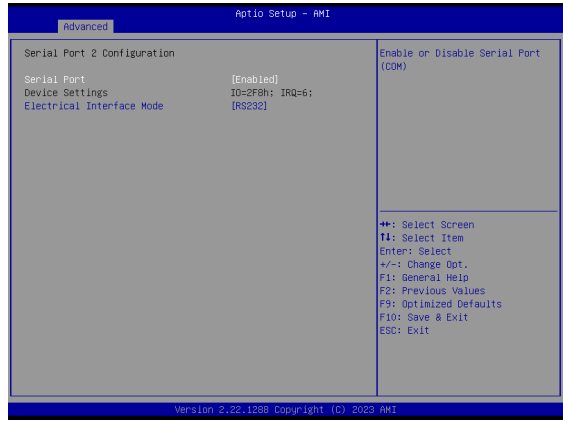 Aptio Setup - AMI
Advanced
Serial Port 2 Configuration
Serial Port [Enabled]
Device Settings IO=2F8h; IRQ=6;
Electrical Interface Mode [RS232]
Enable or Disable Serial Port
(COM)
→←: Select Screen
↑↓: Select Item
Enter: Select
+/-: Change Opt.
F1: General Help
F2: Previous Values
F9: Optimized Defaults
F10: Save & Exit
ESC: Exit
Version 2.22.1288 Copyright (C) 2023 AMI